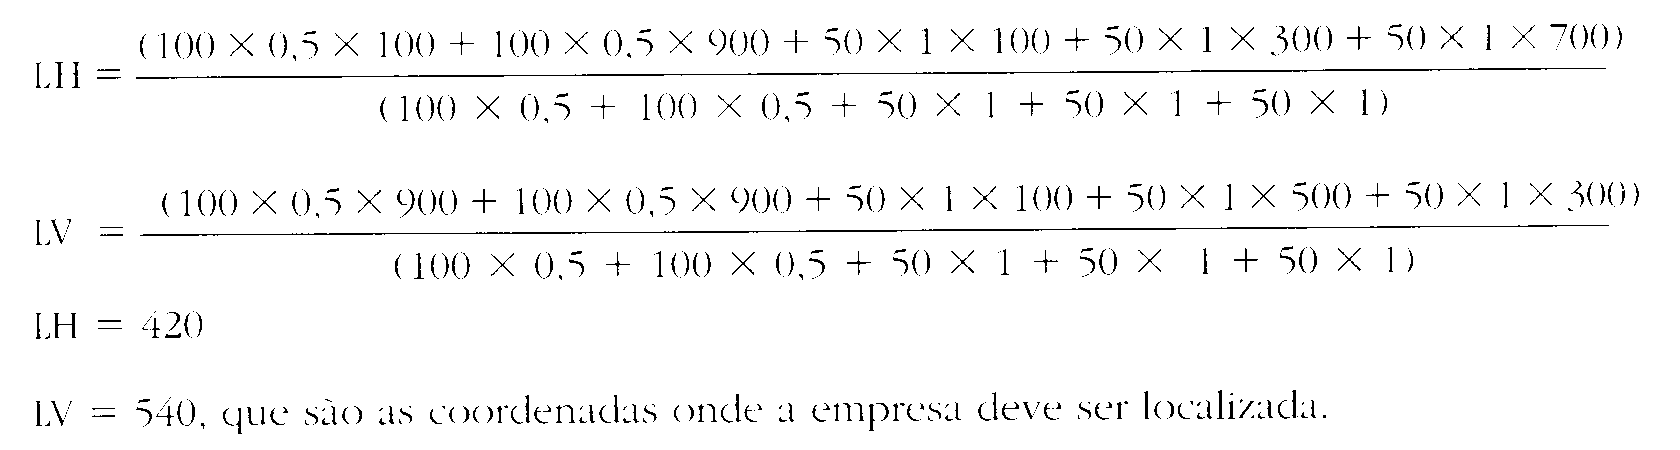 LH = (100 × 0,5 × 100 + 100 × 0,5 × 900 + 50 × 1 × 100 + 50 × 1 × 300 + 50 × 1 × 700)
(100 × 0,5 + 100 × 0,5 + 50 × 1 + 50 × 1 + 50 × 1)
LV = (100 × 0,5 × 900 + 100 × 0,5 × 900 + 50 × 1 × 100 + 50 × 1 × 500 + 50 × 1 × 300)
(100 × 0,5 + 100 × 0,5 + 50 × 1 + 50 × 1 + 50 × 1)
LH = 420
LV = 540, que são as coordenadas onde a empresa deve ser localizada.